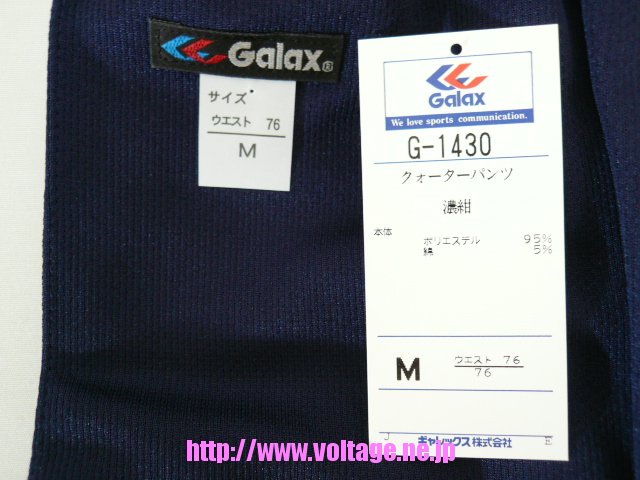 Galax®
サイズ
ウエスト 76
M
Galax
We love sports communication.
G-1430
クォーターパンツ
濃紺
本体
ポリエステル 95%
綿 5%
M ウエスト 76
76
J E
ギャレックス株式会社
http://www.voltage.ne.jp